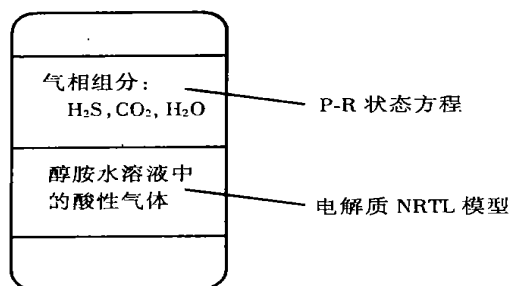 气相组分:
H₂S, CO₂, H₂O
P-R 状态方程
醇胺水溶液中
的酸性气体
电解质 NRTL 模型